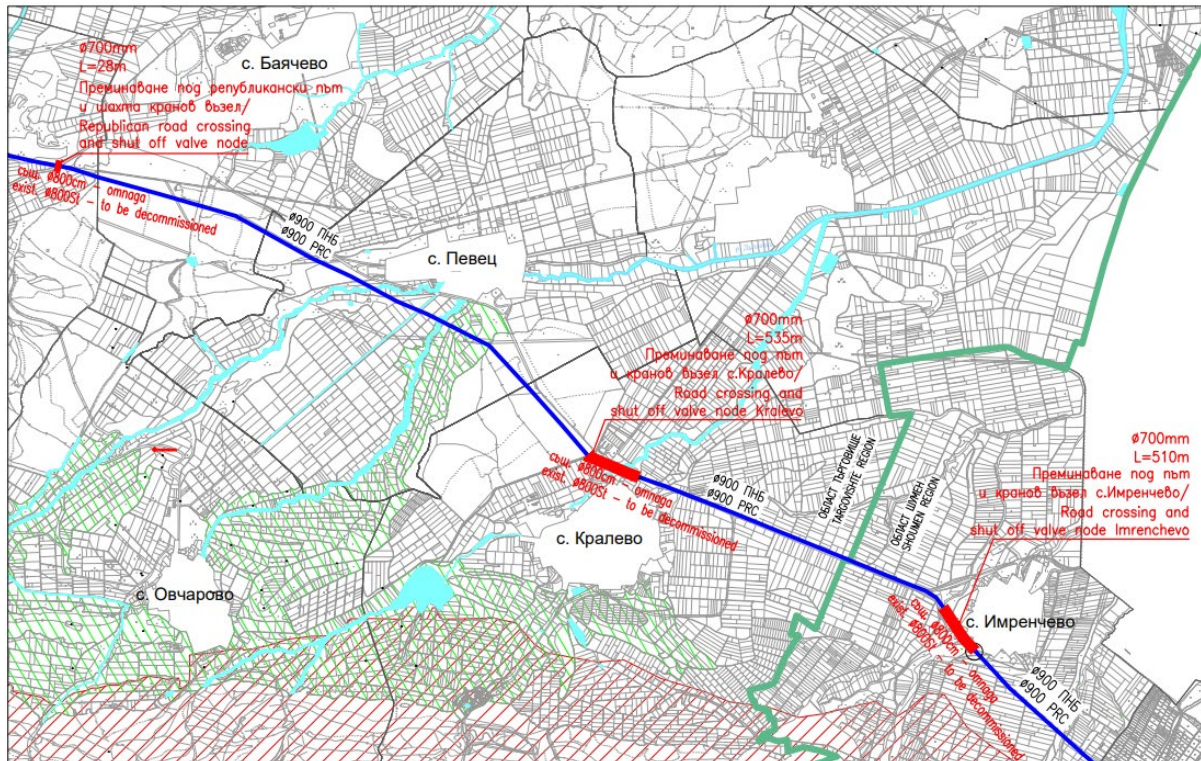 ø700mm
L=28m
Преминаване под републикански път
и шахта кранов възел/
Republican road crossing
and shut off valve node
с. Баячево
същ. ø800ст – отпада
exist. ø800St – to be decommissioned
ø900 ПНБ
ø900 PRC
с. Певец
ø700mm
L=535m
Преминаване под път
и кранов възел с.Кралево/
Road crossing and
shut off valve node Kralevo
същ. ø800ст – отпада
exist. ø800St – to be decommissioned
ø900 ПНБ
ø900 PRC
ОБЛАСТ ТЪРГОВИЩЕ
TARGOVISHTE REGION
ОБЛАСТ ШУМЕН
SHOUMEN REGION
ø700mm
L=510m
Преминаване под път
и кранов възел с.Имренчево/
Road crossing and
shut off valve node Imrenchevo
с. Кралево
с. Овчарово
с. Имренчево
същ. ø800ст – отпада
exist. ø800St – to be decommissioned
ø900 ПНБ
ø900 PRC